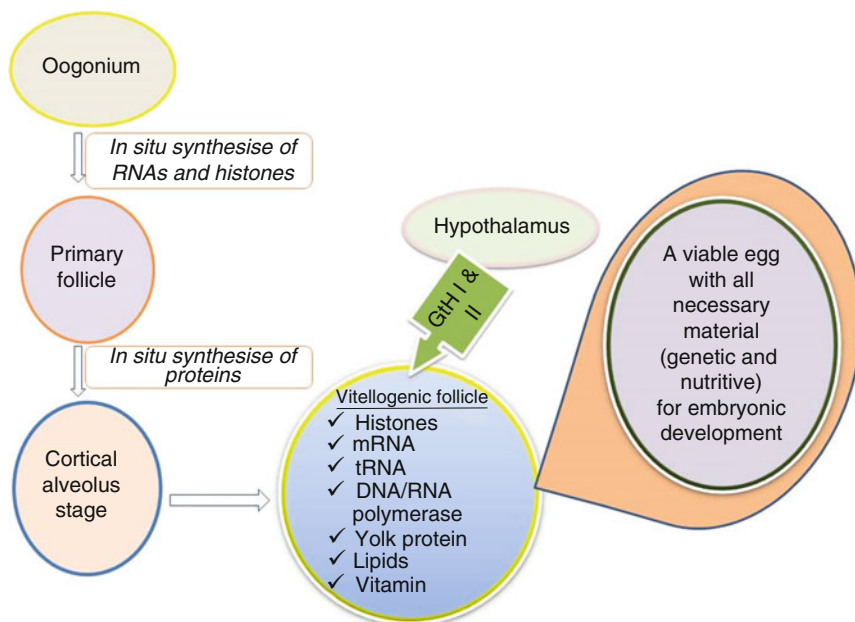 Oogonium
In situ synthesise of
RNAs and histones
Primary
follicle
In situ synthesise of
proteins
Cortical
alveolus
stage
Hypothalamus
GtH I &
II
Vitellogenic follicle
✓ Histones
✓ mRNA
✓ tRNA
✓ DNA/RNA
polymerase
✓ Yolk protein
✓ Lipids
✓ Vitamin
A viable egg
with all
necessary
material
(genetic and
nutritive)
for embryonic
development